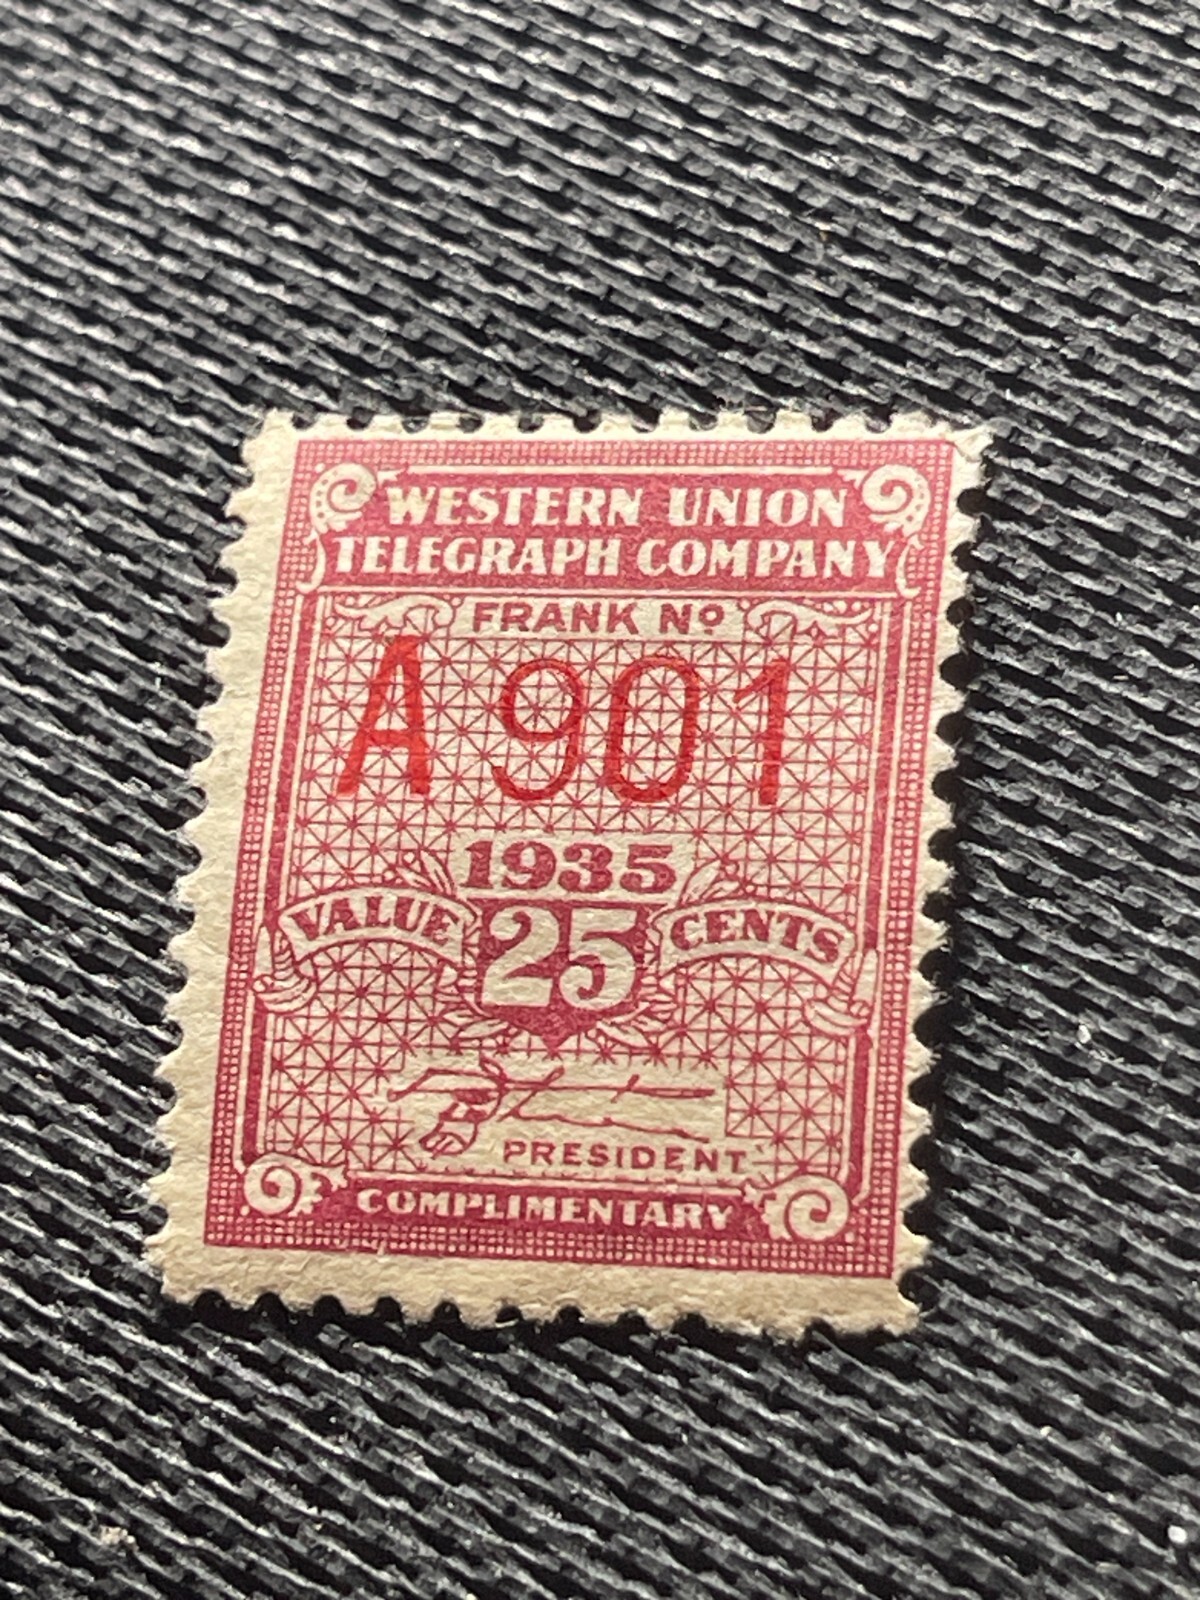 WESTERN UNION
TELEGRAPH COMPANY
FRANK Nº
A 901
1935
VALUE 25 CENTS
PRESIDENT
COMPLIMENTARY